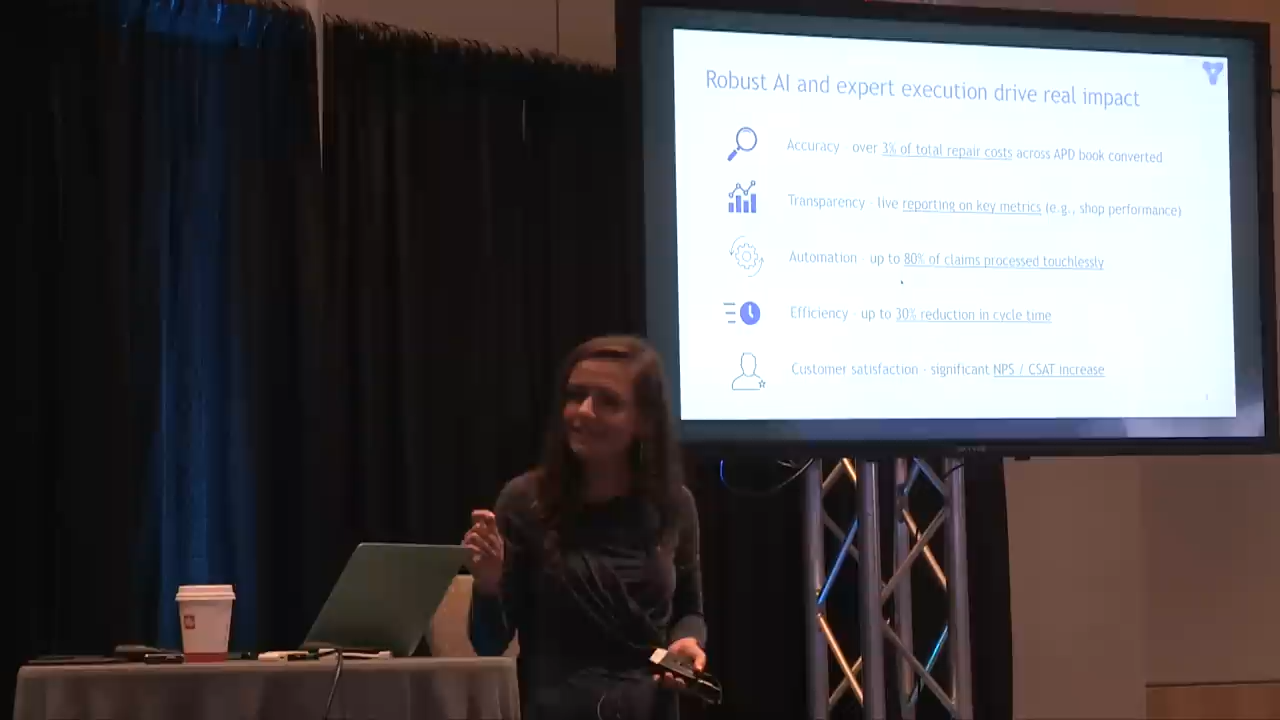 Robust AI and expert execution drive real impact
Accuracy - over 3% of total repair costs across APD book converted
Transparency - live reporting on key metrics (e.g., shop performance)
Automation - up to 80% of claims processed touchlessly
Efficiency - up to 30% reduction in cycle time
Customer satisfaction - significant NPS / CSAT increase